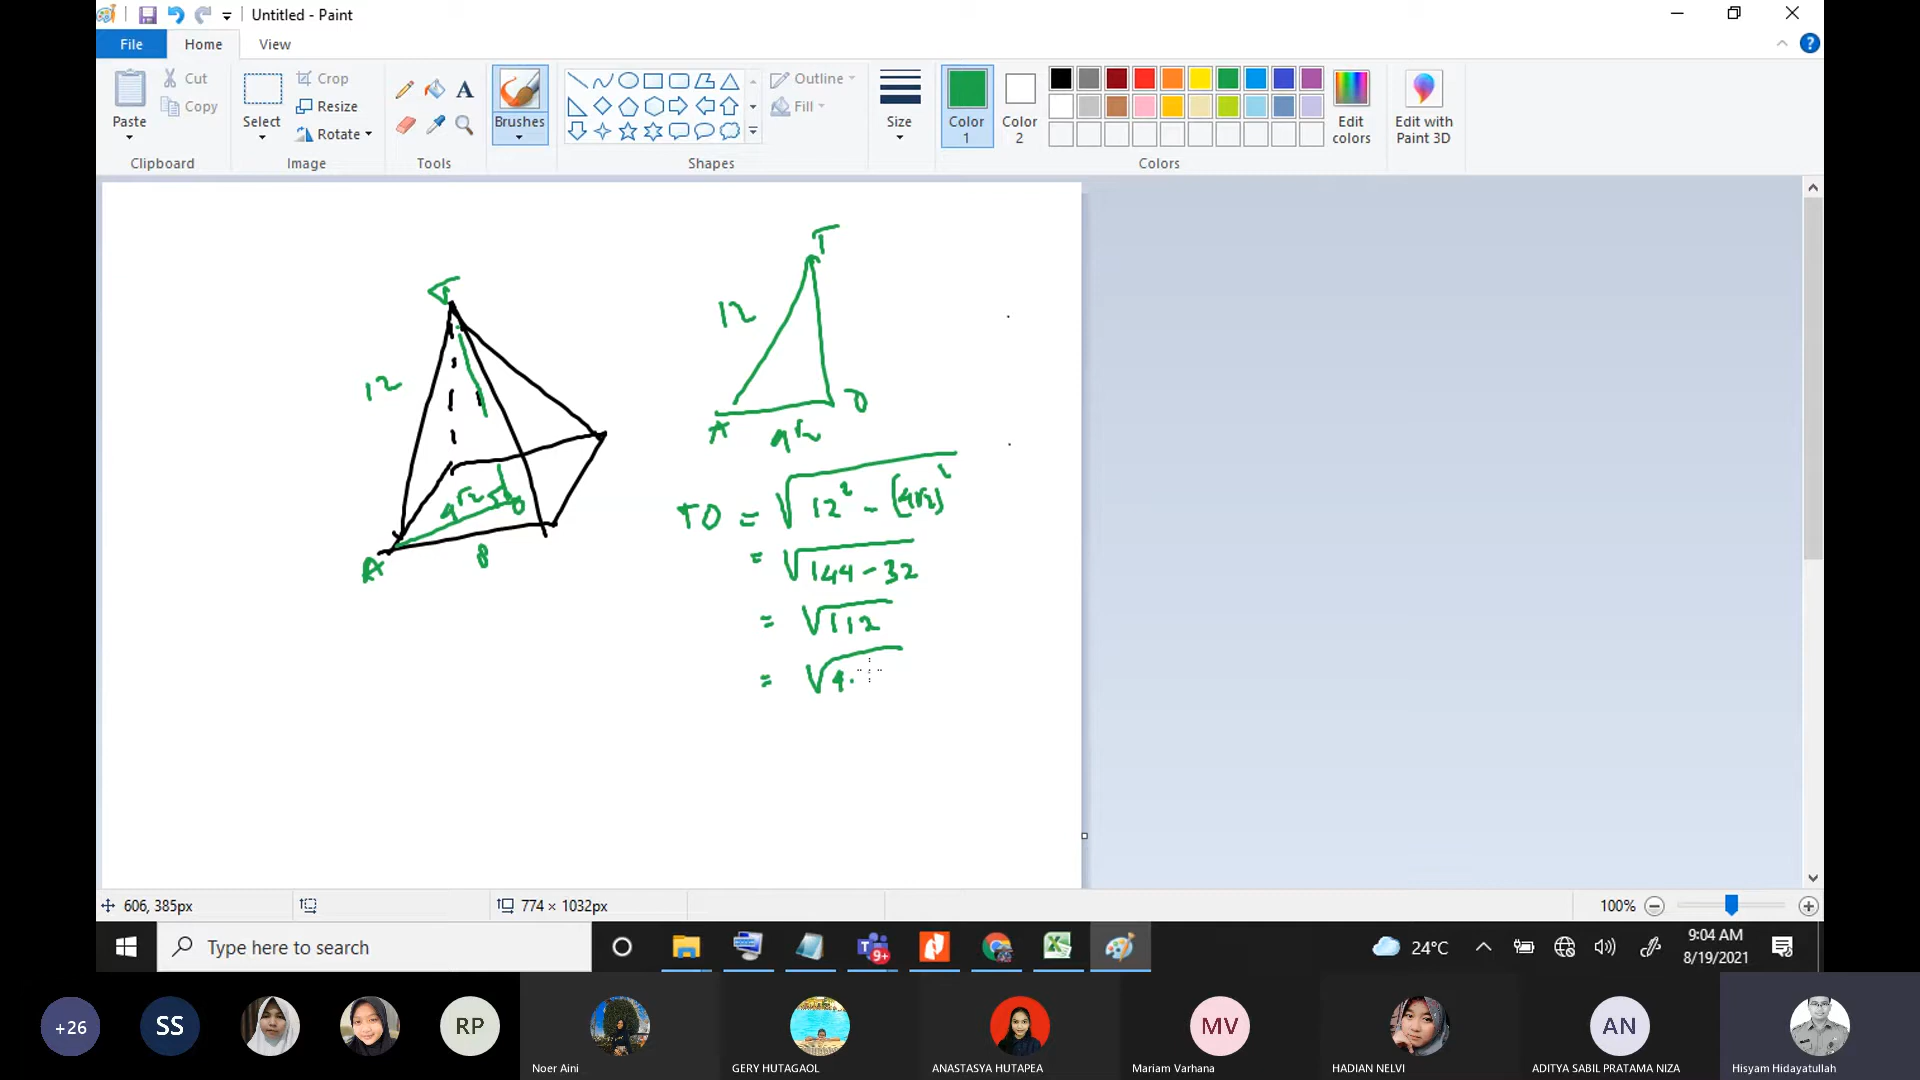 Untitled - Paint
File Home View
Cut
Copy
Paste
Clipboard
Crop
Resize
Rotate
Select
Image
Tools
Brushes
Outline
Fill
Shapes
Size
Color 1
Color 2
Edit colors
Edit with Paint 3D
Colors
T
12
4√2
O
A
8
T
12
A
4√2
O
TO = √12² - (4√2)²
= √144 - 32
= √112
= √4.
606, 385px
774 × 1032px
100%
Type here to search
9+
24°C
9:04 AM
8/19/2021
+26
SS
RP
MV
AN
Noer Aini
GERY HUTAGAOL
ANASTASYA HUTAPEA
Mariam Varhana
HADIAN NELVI
ADITYA SABIL PRATAMA NIZA
Hisyam Hidayatullah